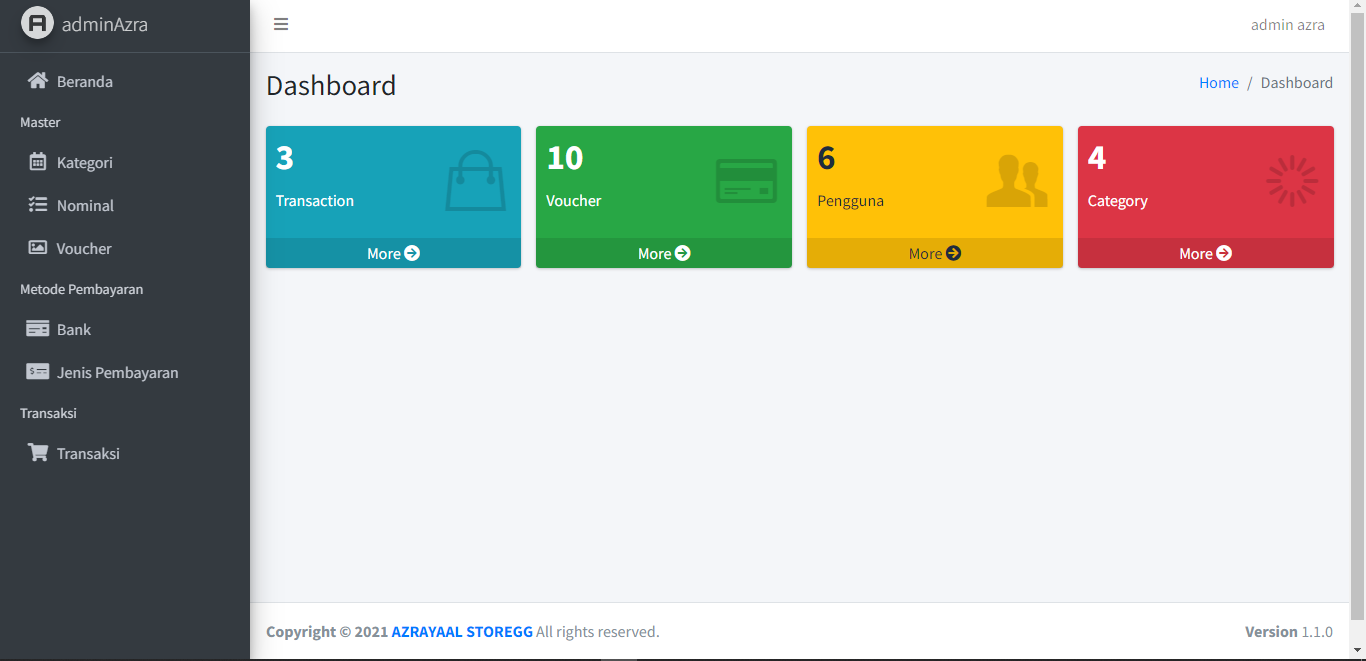 adminAzra
admin azra
Beranda
Master
Kategori
Nominal
Voucher
Metode Pembayaran
Bank
Jenis Pembayaran
Transaksi
Transaksi
Dashboard
Home / Dashboard
3
Transaction
More
10
Voucher
More
6
Pengguna
More
4
Category
More
Copyright © 2021 AZRAYAAL STOREGG All rights reserved.
Version 1.1.0